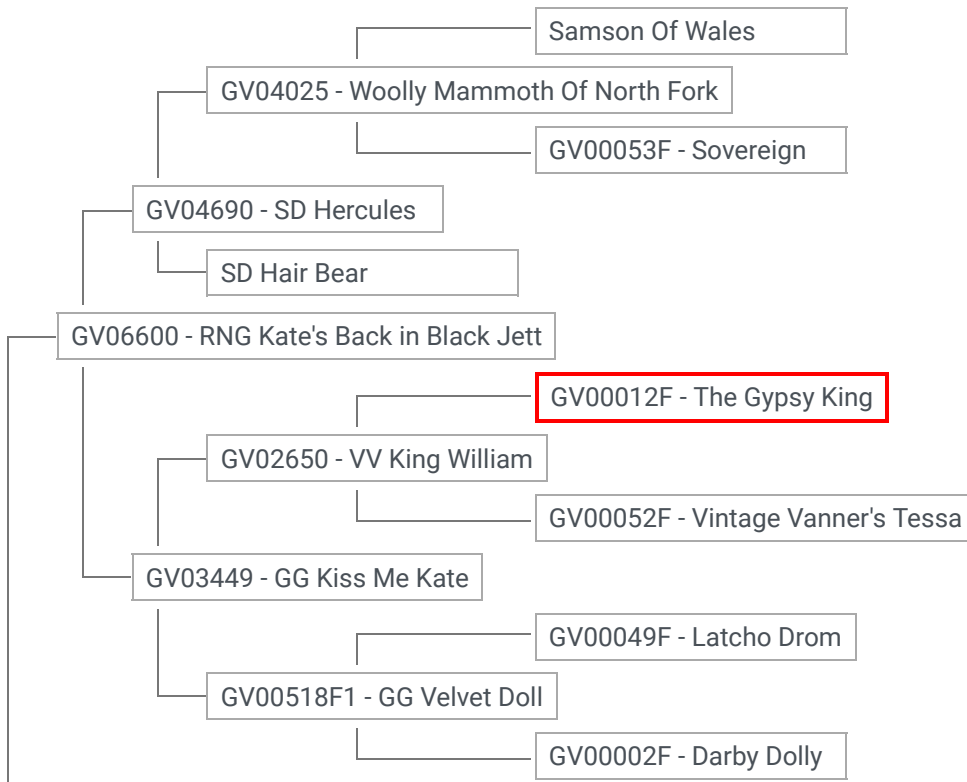 Samson Of Wales
GV04025 - Woolly Mammoth Of North Fork
GV00053F - Sovereign
GV04690 - SD Hercules
SD Hair Bear
GV06600 - RNG Kate's Back in Black Jett
GV00012F - The Gypsy King
GV02650 - VV King William
GV00052F - Vintage Vanner's Tessa
GV03449 - GG Kiss Me Kate
GV00049F - Latcho Drom
GV00518F1 - GG Velvet Doll
GV00002F - Darby Dolly